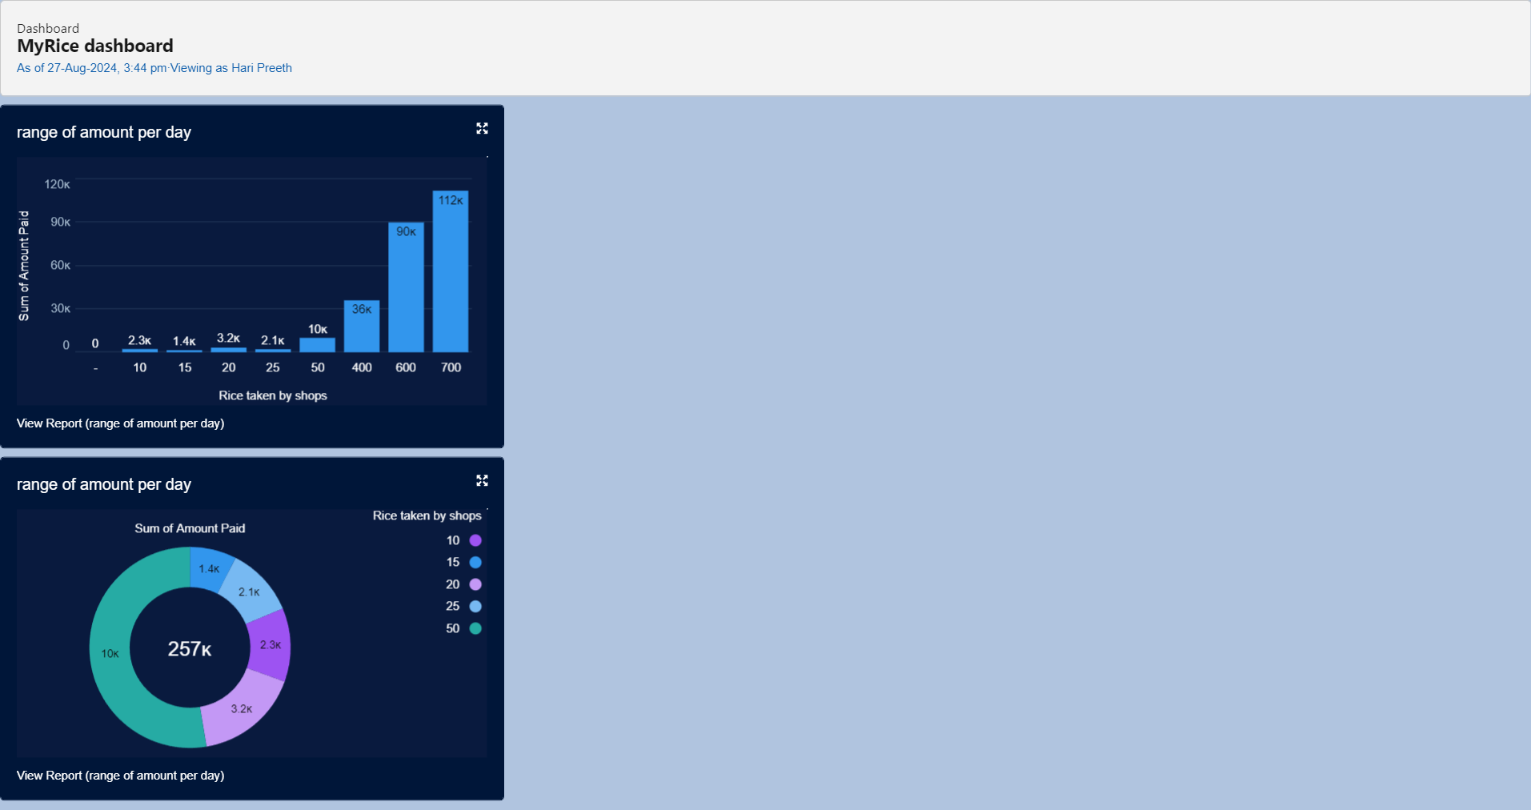 Dashboard
MyRice dashboard
As of 27-Aug-2024, 3:44 pm·Viewing as Hari Preeth
range of amount per day
Sum of Amount Paid
120K
90K
60K
30K
0
0
2.3K
1.4K
3.2K
2.1K
10K
36K
90K
112K
- 10 15 20 25 50 400 600 700
Rice taken by shops
View Report (range of amount per day)
range of amount per day
Rice taken by shops
Sum of Amount Paid
10
15
20
25
50
1.4K
2.1K
2.3K
3.2K
10K
257K
View Report (range of amount per day)